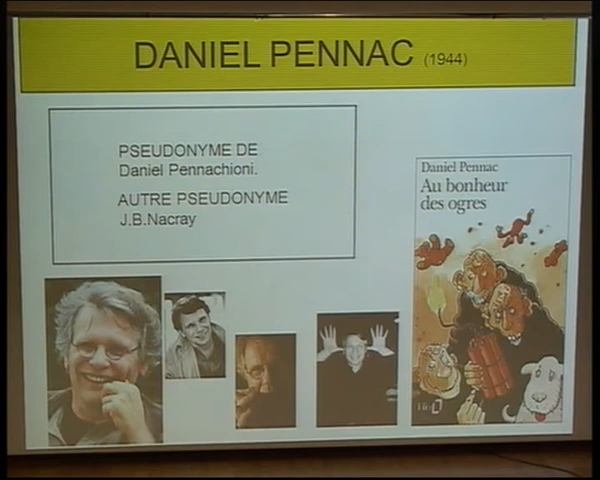 DANIEL PENNAC (1944)
PSEUDONYME DE
Daniel Pennachioni.
AUTRE PSEUDONYME
J.B.Nacray
Daniel Pennac
Au bonheur
des ogres